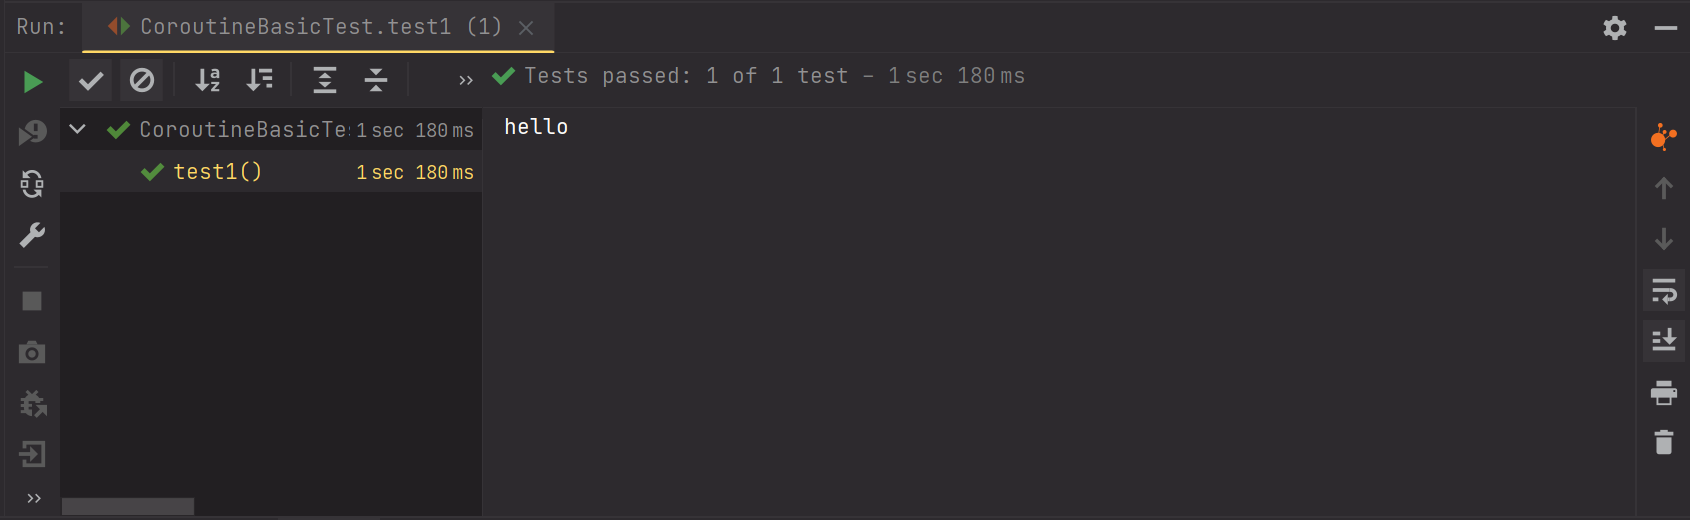 Run: CoroutineBasicTest.test1 (1)
Tests passed: 1 of 1 test – 1 sec 180 ms
CoroutineBasicTe 1 sec 180 ms
test1() 1 sec 180 ms
hello